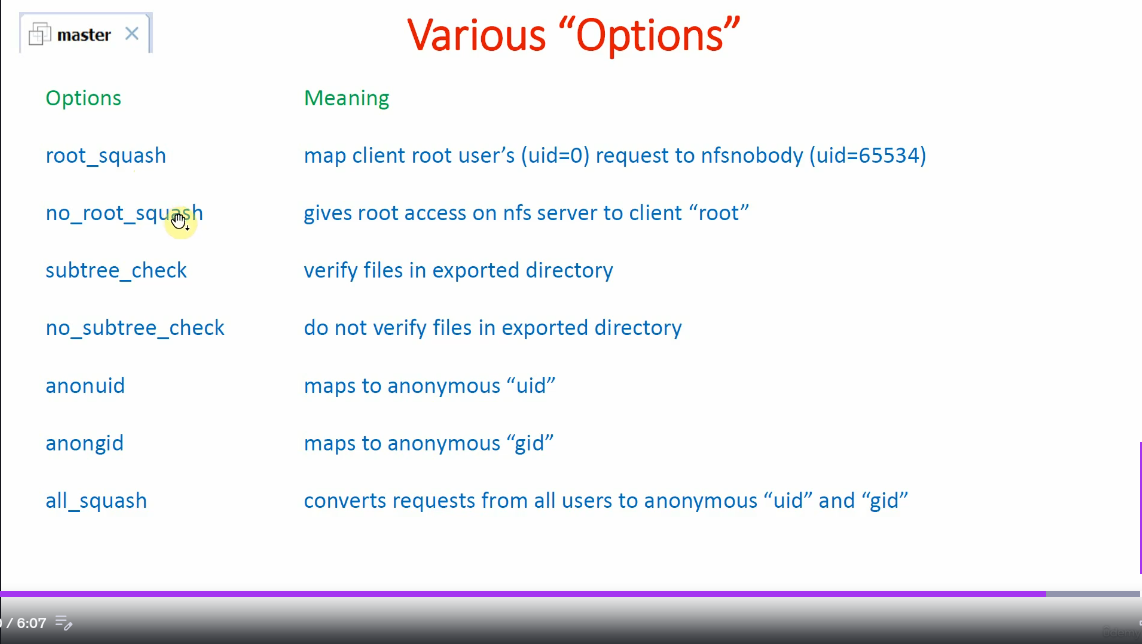 master
Various “Options”
Options Meaning
root_squash map client root user’s (uid=0) request to nfsnobody (uid=65534)
no_root_squash gives root access on nfs server to client “root”
subtree_check verify files in exported directory
no_subtree_check do not verify files in exported directory
anonuid maps to anonymous “uid”
anongid maps to anonymous “gid”
all_squash converts requests from all users to anonymous “uid” and “gid”
/ 6:07